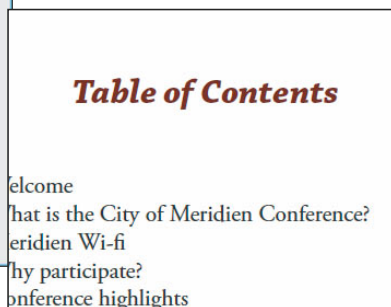 Table of Contents
elcome
hat is the City of Meridien Conference?
eridien Wi-fi
hy participate?
onference highlights